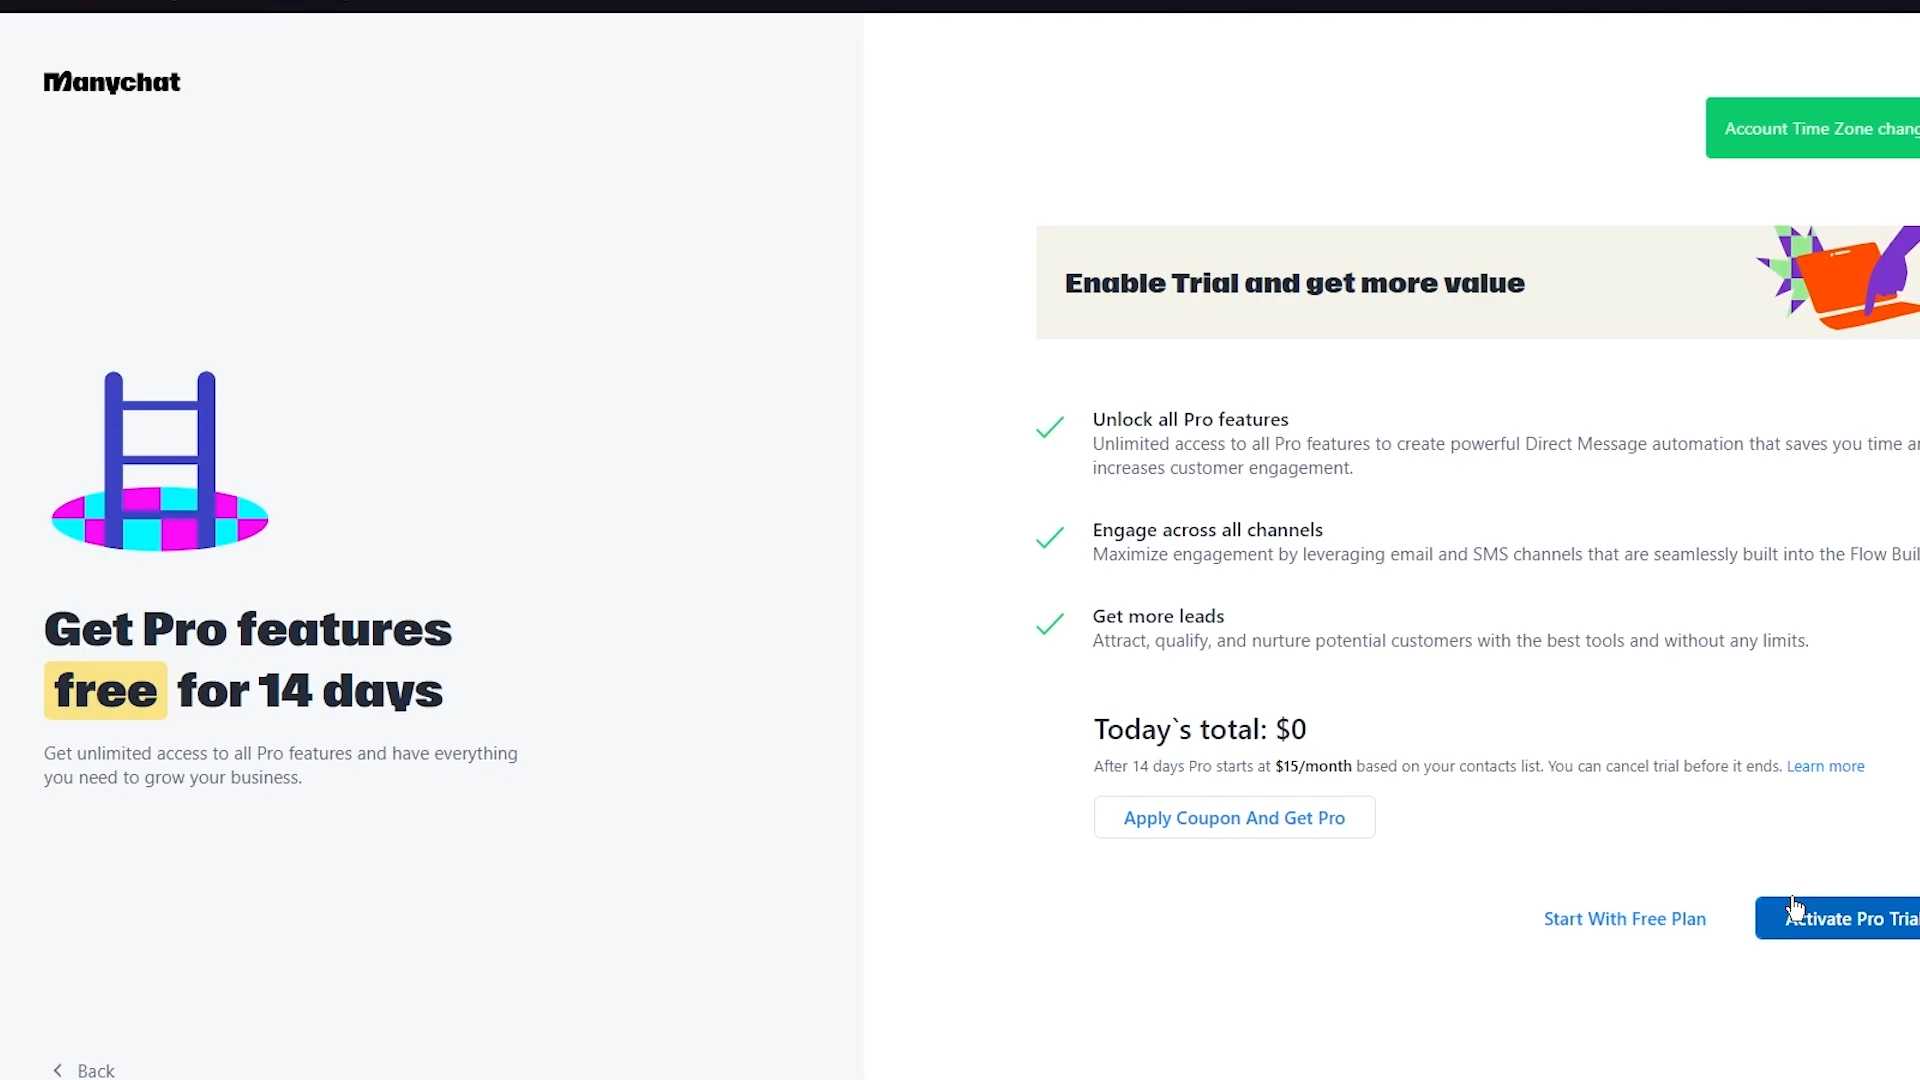 Manychat
Account Time Zone
Enable Trial and get more value
Unlock all Pro features
Unlimited access to all Pro features to create powerful Direct Message automation that saves you time
increases customer engagement.
Engage across all channels
Maximize engagement by leveraging email and SMS channels that are seamlessly built into the Flow
Get more leads
Attract, qualify, and nurture potential customers with the best tools and without any limits.
Get Pro features
free for 14 days
Get unlimited access to all Pro features and have everything
you need to grow your business.
Today`s total: $0
After 14 days Pro starts at $15/month based on your contacts list. You can cancel trial before it ends. Learn more
Apply Coupon And Get Pro
Start With Free Plan
Activate Pro Trial
Back